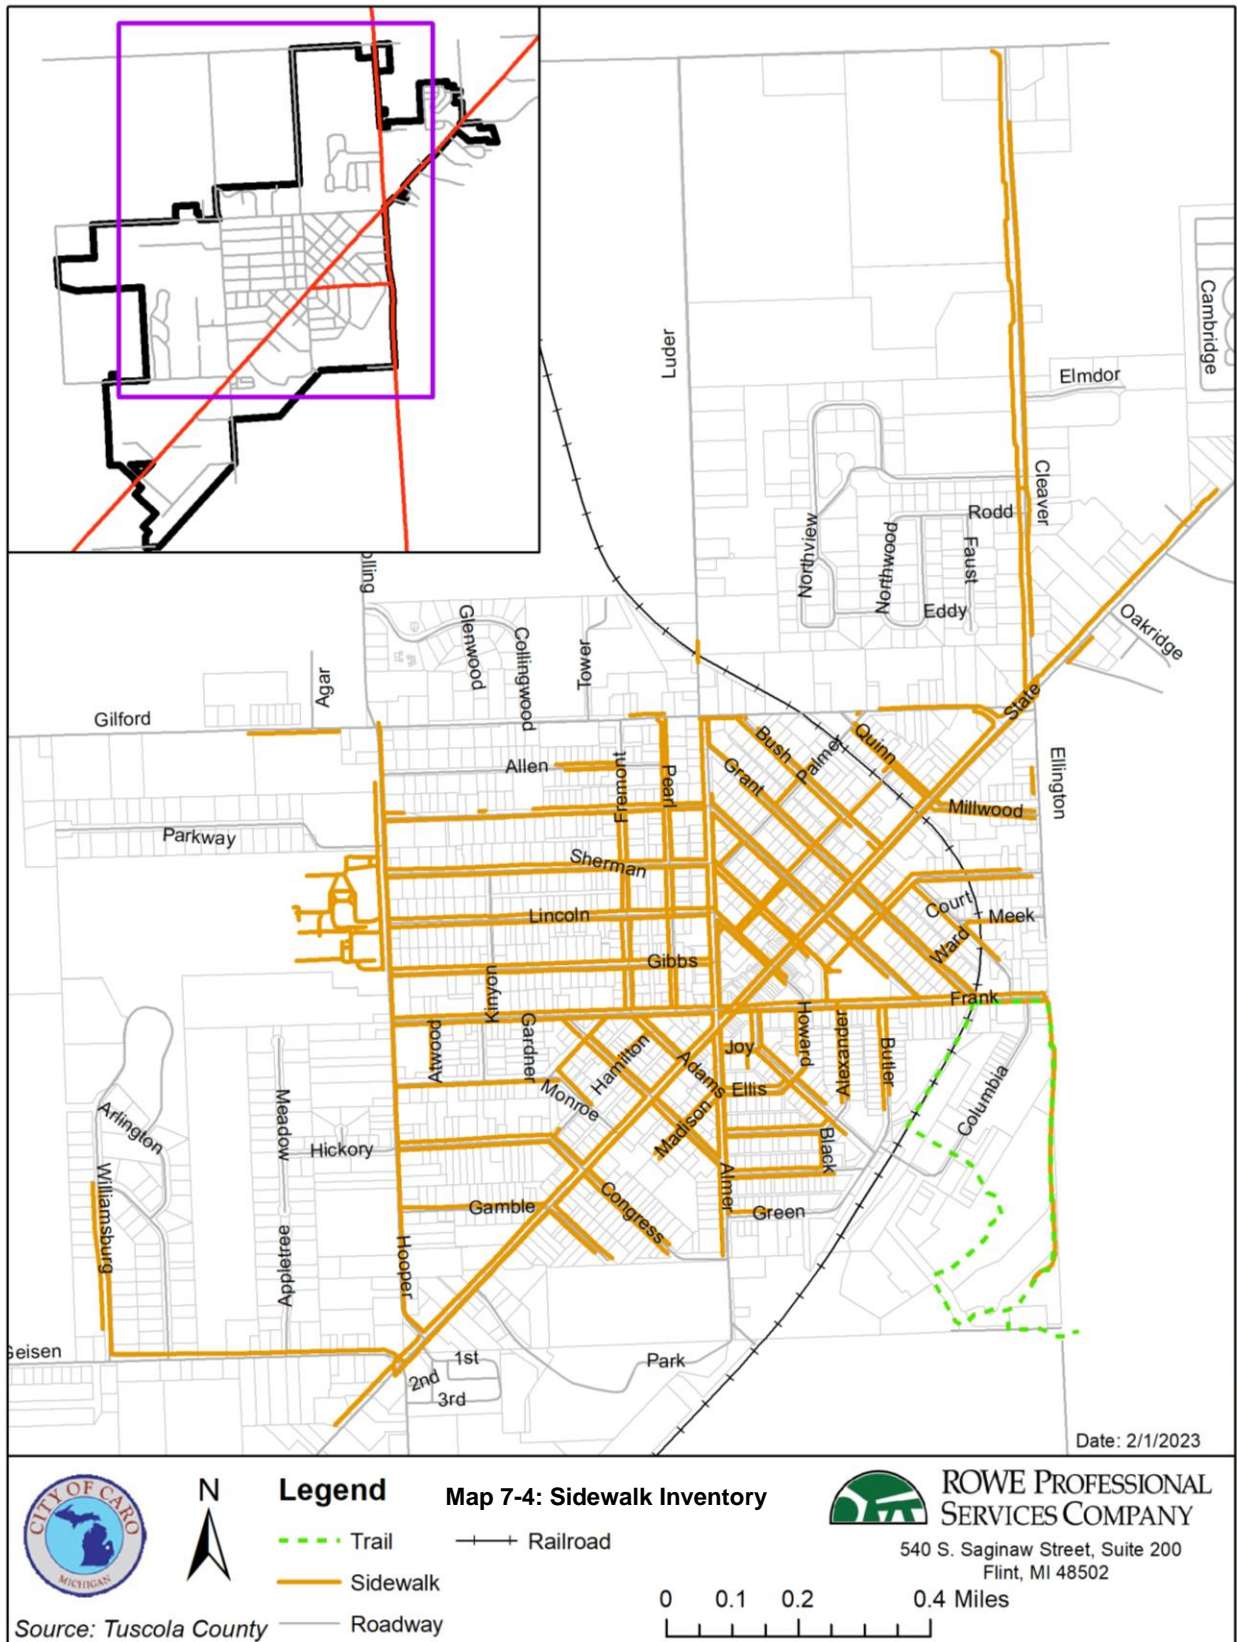 Luder
Cambridge
Elmdor
Cleaver
Rodd
Northview
Northwood
Faust
Eddy
Oakridge
olling
Glenwood
Collingwood
Tower
Agar
Gilford
State
Bush
Palmer
Quinn
Ellington
Allen
Fremont
Pearl
Grant
Millwood
Parkway
Sherman
Lincoln
Court
Meek
Ward
Gibbs
Kinyon
Frank
Atwood
Gardner
Hamilton
Adams
Joy
Howard
Alexander
Butler
Monroe
Ellis
Columbia
Arlington
Meadow
Hickory
Madison
Black
Williamsburg
Gamble
Congress
Almer
Green
Appletree
Hooper
Geisen
1st
2nd
3rd
Park
Date: 2/1/2023
CITY OF CARO
MICHIGAN
N
Legend
Map 7-4: Sidewalk Inventory
Trail
Railroad
Sidewalk
Roadway
Source: Tuscola County
ROWE PROFESSIONAL
SERVICES COMPANY
540 S. Saginaw Street, Suite 200
Flint, MI 48502
0 0.1 0.2 0.4 Miles